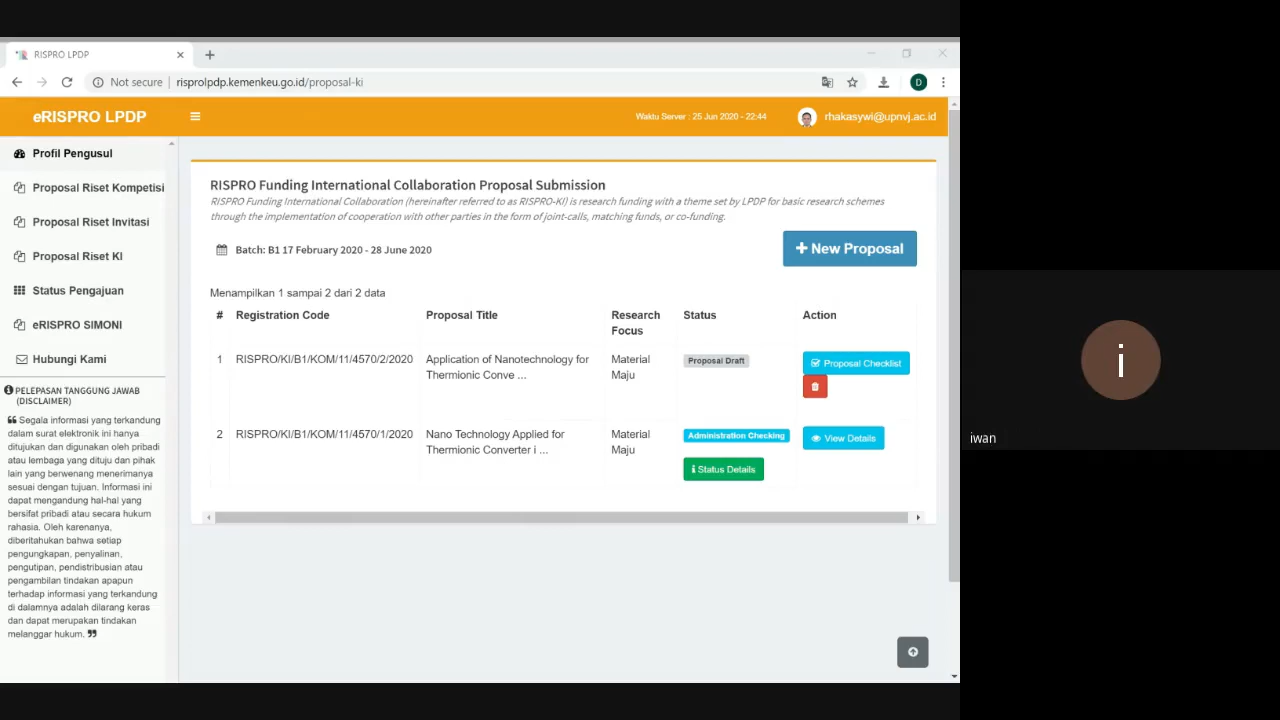 RISPRO LPDP
Not secure | risprolpdp.kemenkeu.go.id/proposal-ki
D
eRISPRO LPDP
Waktu Server : 25 Jun 2020 - 22:44
rhakasywi@upnvj.ac.id
Profil Pengusul
Proposal Riset Kompetisi
Proposal Riset Invitasi
Proposal Riset KI
Status Pengajuan
eRISPRO SIMONI
Hubungi Kami
PELEPASAN TANGGUNG JAWAB
(DISCLAIMER)
Segala informasi yang terkandung
dalam surat elektronik ini hanya
ditujukan dan digunakan oleh pribadi
atau lembaga yang dituju dan pihak
lain yang berwenang menerimanya
sesuai dengan tujuan. Informasi ini
dapat mengandung hal-hal yang
bersifat pribadi atau secara hukum
rahasia. Oleh karenanya,
diberitahukan bahwa setiap
pengungkapan, penyalinan,
pengutipan, pendistribusian atau
pengambilan tindakan apapun
terhadap informasi yang terkandung
di dalamnya adalah dilarang keras
dan dapat merupakan tindakan
melanggar hukum.
RISPRO Funding International Collaboration Proposal Submission
RISPRO Funding International Collaboration (hereinafter referred to as RISPRO-KI) is research funding with a theme set by LPDP for basic research schemes
through the implementation of cooperation with other parties in the form of joint-calls, matching funds, or co-funding.
Batch: B1 17 February 2020 - 28 June 2020
+ New Proposal
Menampilkan 1 sampai 2 dari 2 data
# Registration Code Proposal Title Research Status Action
Focus
1 RISPRO/KI/B1/KOM/11/4570/2/2020 Application of Nanotechnology for Material Proposal Draft Proposal Checklist
Thermionic Conve ... Maju
2 RISPRO/KI/B1/KOM/11/4570/1/2020 Nano Technology Applied for Material Administration Checking View Details
Thermionic Converter i ... Maju
Status Details
i
iwan